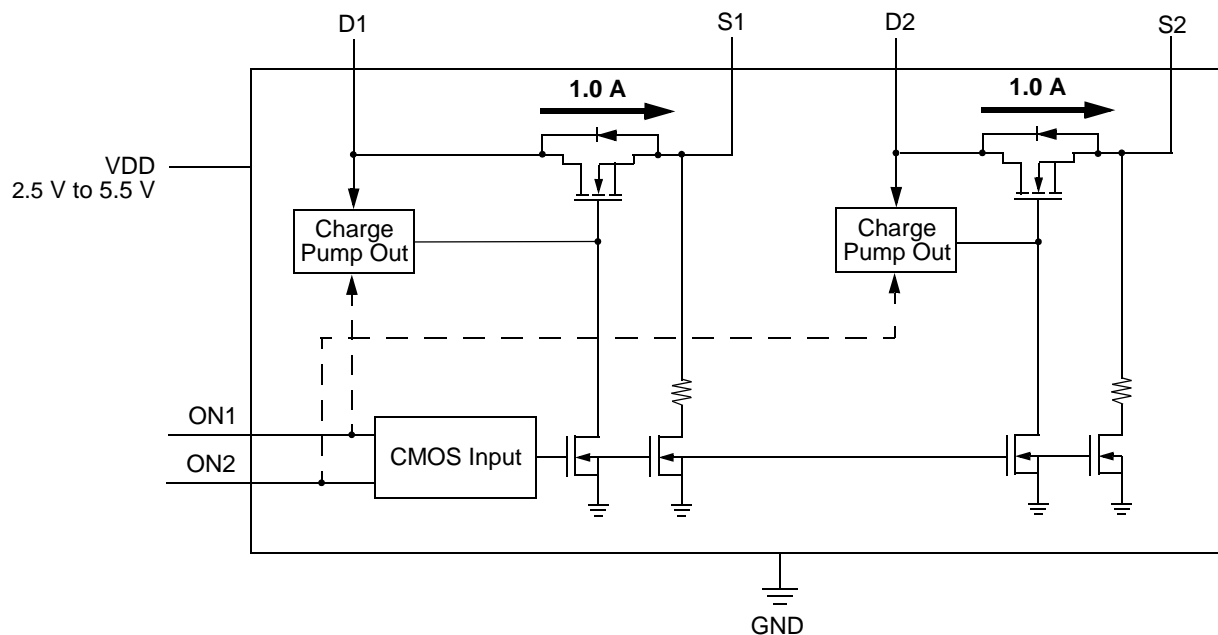 D1
S1
D2
S2
1.0 A
1.0 A
VDD
2.5 V to 5.5 V
Charge
Pump Out
Charge
Pump Out
ON1
CMOS Input
ON2
GND